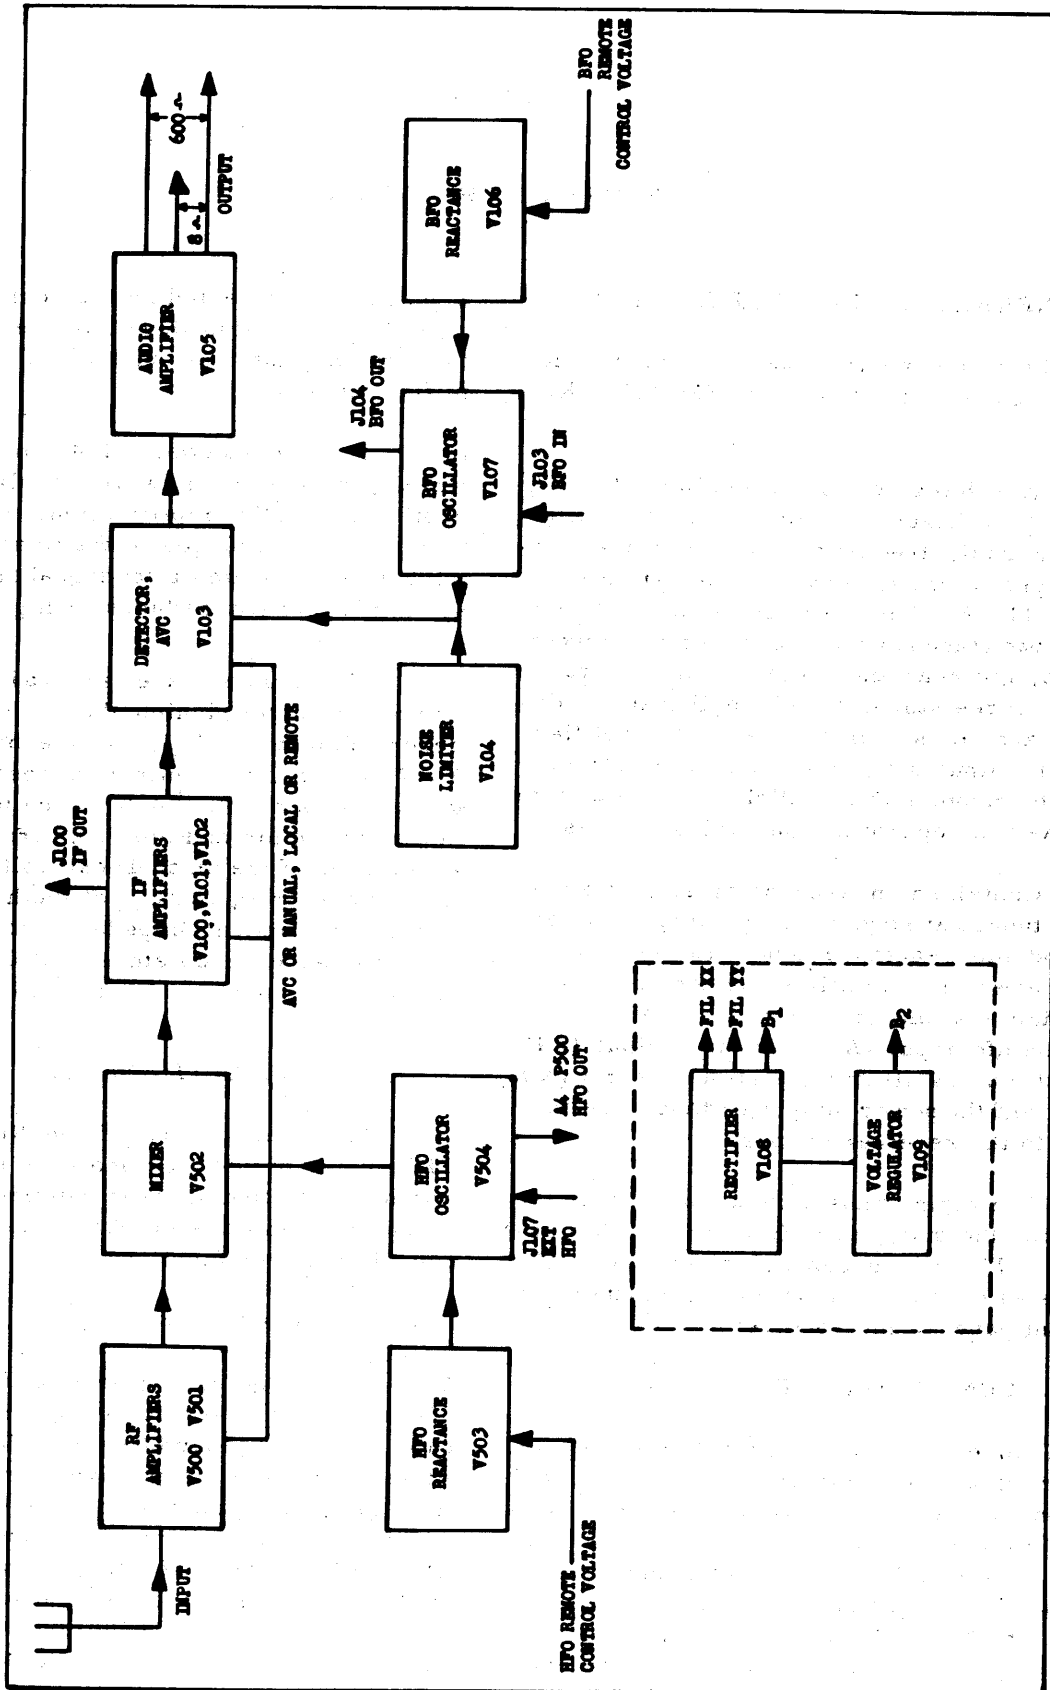 INPUT
RF
AMPLIFIERS
V500 V501
MIXER
V502
J100
IF OUT
IF
AMPLIFIERS
V100,V101,V102
DETECTOR,
AVC
V103
AUDIO
AMPLIFIER
V105
600 Ω
8 Ω
OUTPUT
AVC OR MANUAL, LOCAL OR REMOTE
HFO REMOTE
CONTROL VOLTAGE
HFO
REACTANCE
V503
HFO
OSCILLATOR
V504
J107
EXT
HFO
A4 P500
HFO OUT
NOISE
LIMITER
V104
J104
BFO OUT
BFO
OSCILLATOR
V107
J103
BFO IN
BFO
REACTANCE
V106
BFO
REMOTE
CONTROL VOLTAGE
RECTIFIER
V108
FIL XX
FIL YY
B1
VOLTAGE
REGULATOR
V109
B2